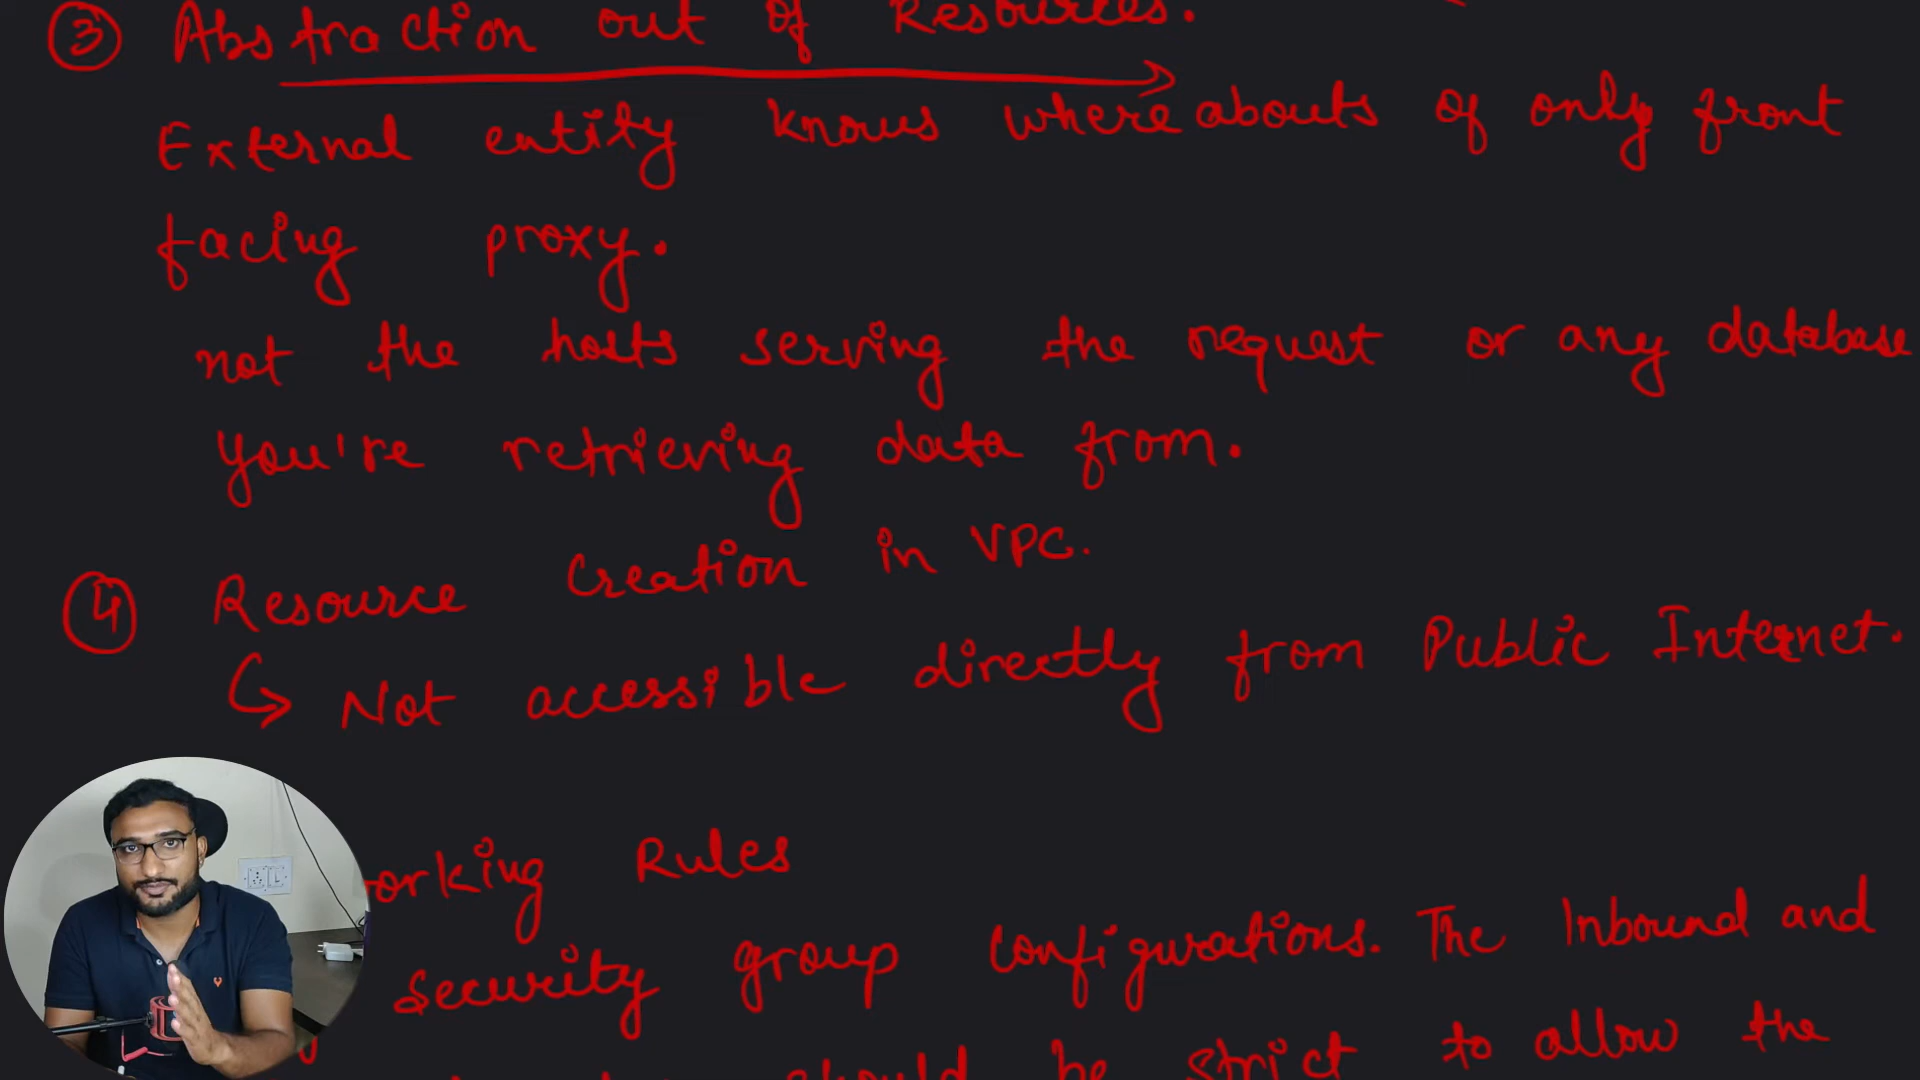 ③ Abstraction out of Resources.
External entity knows whereabouts of only front
facing proxy.
not the hosts serving the request or any database
you're retrieving data from.
④ Resource Creation in VPC.
Not accessible directly from Public Internet.
orking Rules
security group configurations. The Inbound and
should be strict to allow the